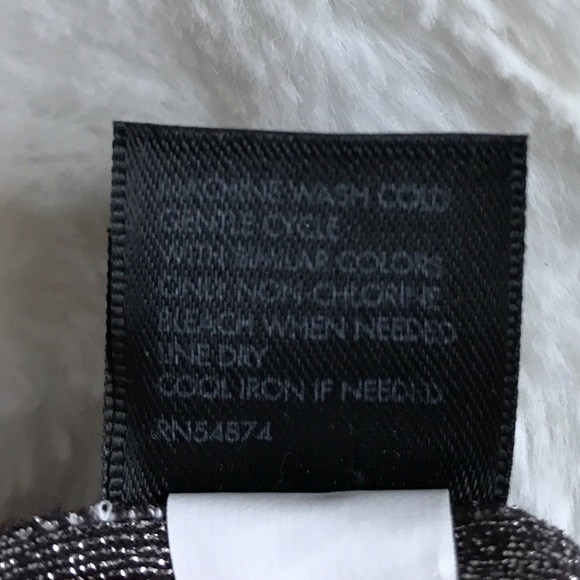 MACHINE WASH COLD
GENTLE CYCLE
WITH SIMILAR COLORS
ONLY NON-CHLORINE
BLEACH WHEN NEEDED
LINE DRY
COOL IRON IF NEEDED
RN54874